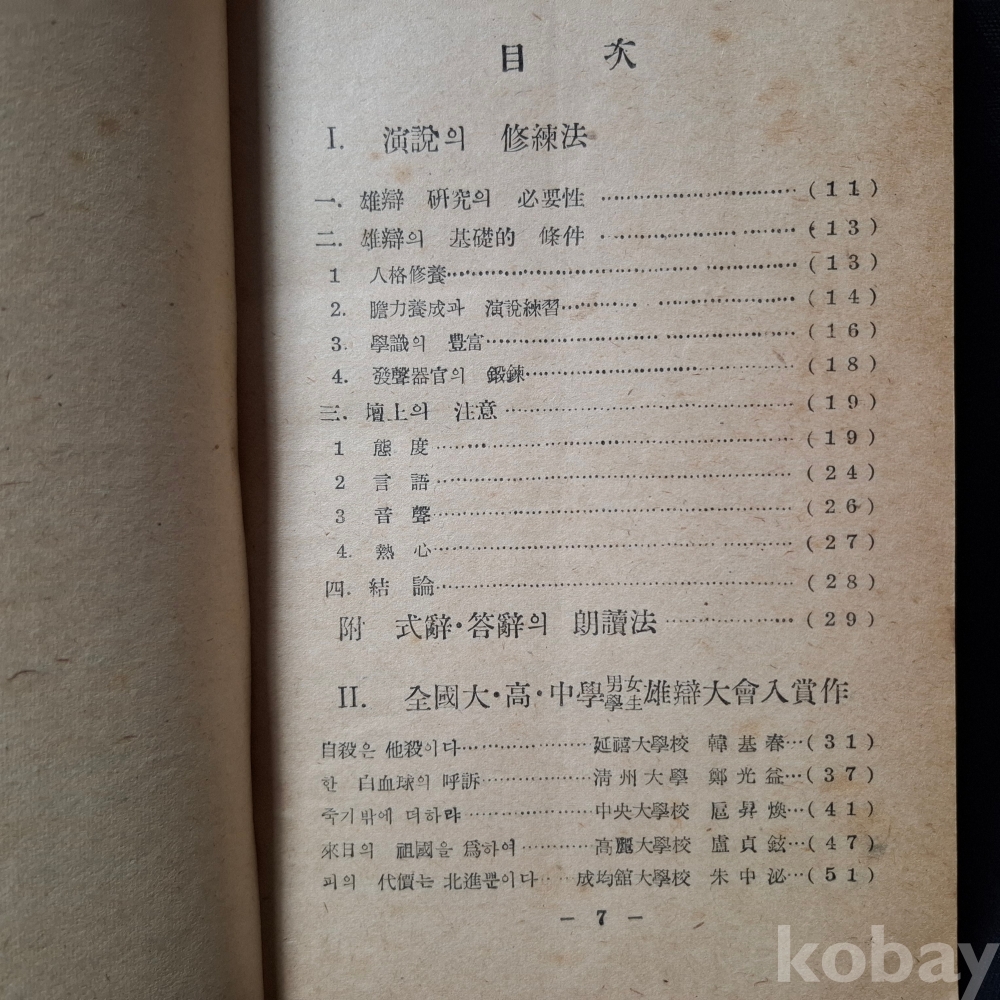 目 次
I. 演說의 修練法
一. 雄辯 硏究의 必要性 ........................ (11)
二. 雄辯의 基礎的 條件 ........................ (13)
1 人格修養........................ (13)
2. 膽力養成과 演說練習........................ (14)
3. 學識의 豐富........................ (16)
4. 發聲器官의 鍛鍊........................ (18)
三. 壇上의 注意........................ (19)
1 態 度........................ (19)
2 言 語........................ (24)
3 音 聲........................ (26)
4. 熱 心........................ (27)
四. 結 論........................ (28)
附 式辭·答辭의 朗讀法............ (29)
II. 全國大·高·中學男女學生雄辯大會入賞作
自殺은 他殺이다............延禧大學校 韓基春...(31)
한 白血球의 呼訴............淸州大學 鄭光益...(37)
죽기밖에 더하랴............中央大學校 昇煥...(41)
來日의 祖國을 爲하여............高麗大學校 盧貞鉉...(47)
피의 代價는 北進뿐이다.. 成均舘大學校 朱中泌...(51)
— 7 —
kobay